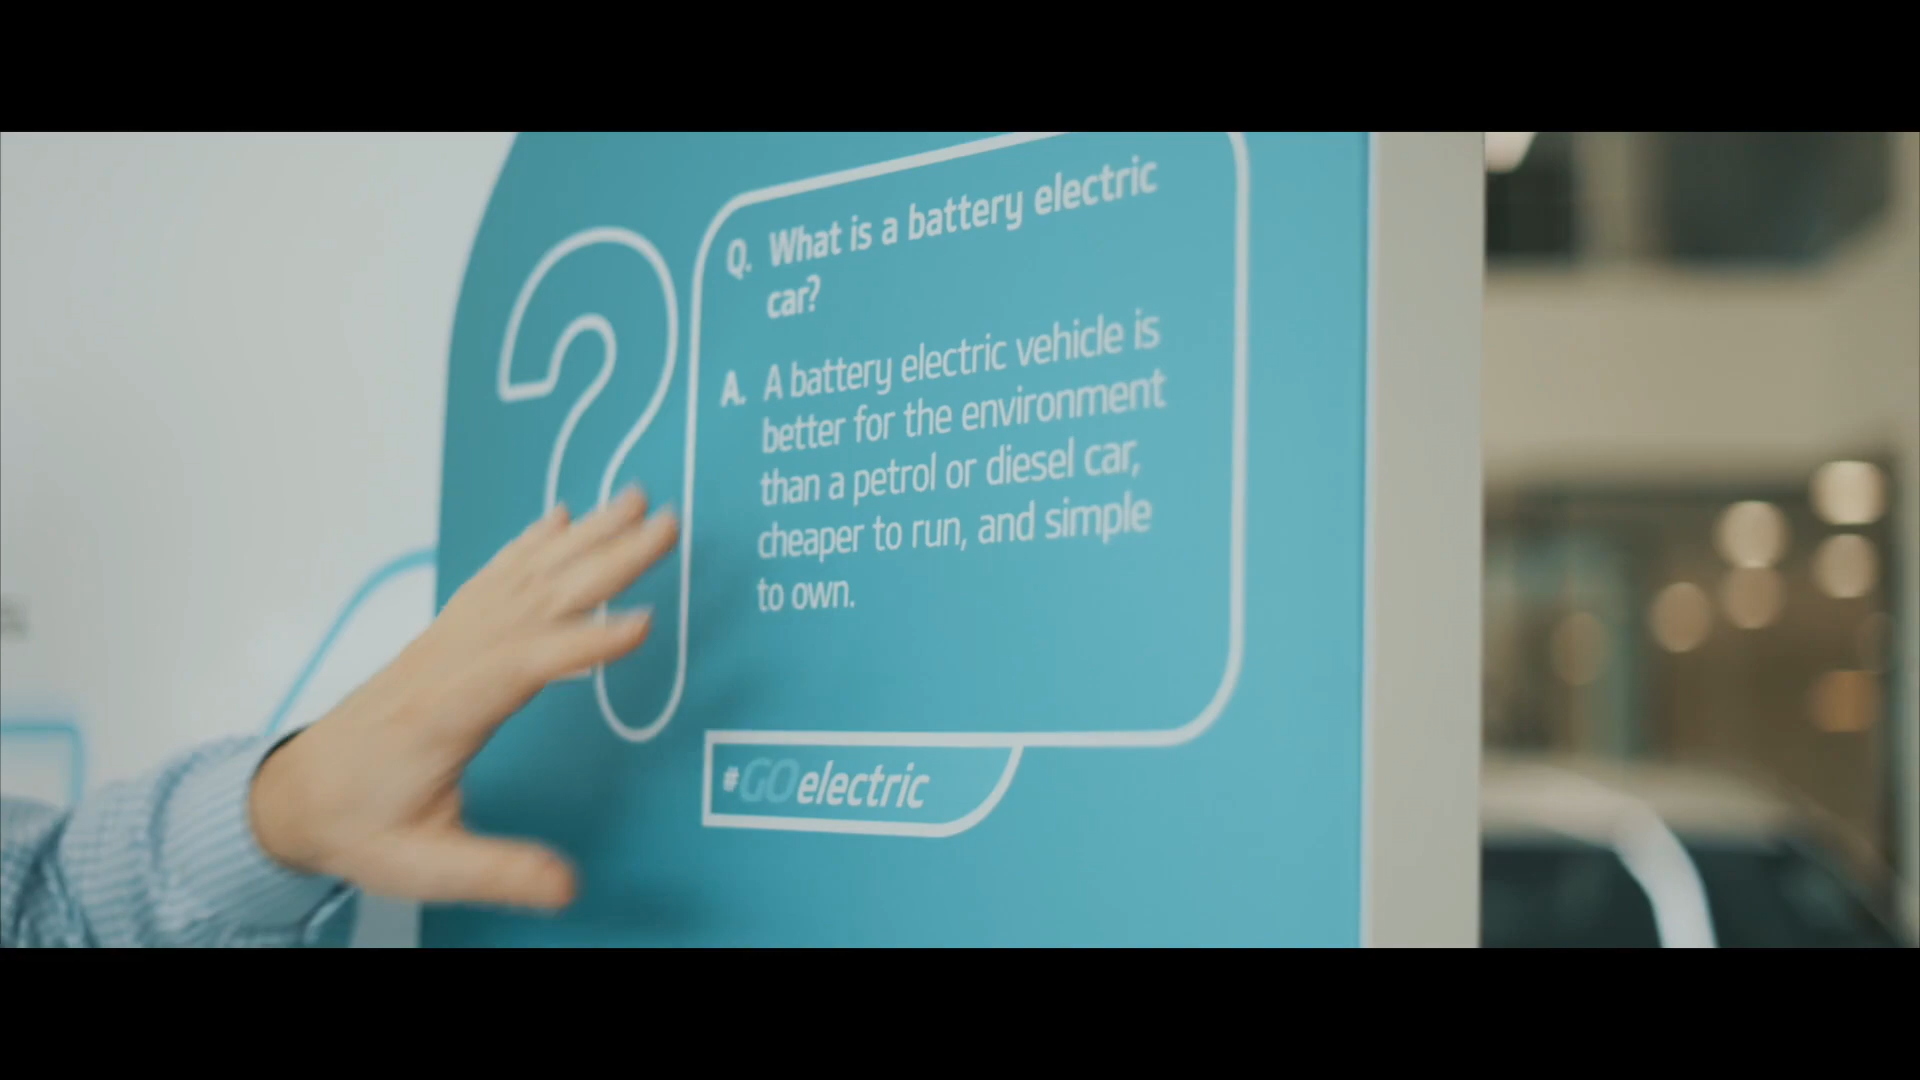 Q. What is a battery electric
car?
A. A battery electric vehicle is
better for the environment
than a petrol or diesel car,
cheaper to run, and simple
to own.
#GOelectric